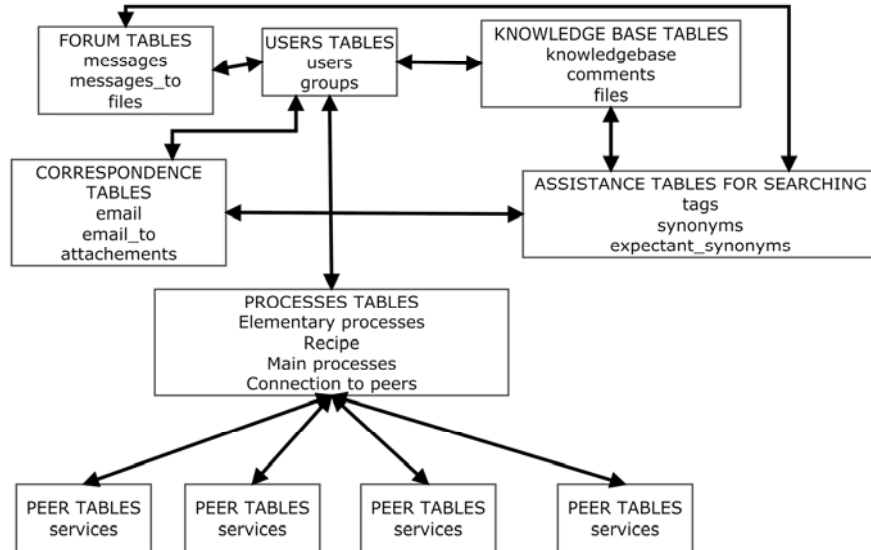 FORUM TABLES
messages
messages_to
files
USERS TABLES
users
groups
KNOWLEDGE BASE TABLES
knowledgebase
comments
files
CORRESPONDENCE
TABLES
email
email_to
attachements
ASSISTANCE TABLES FOR SEARCHING
tags
synonyms
expectant_synonyms
PROCESSES TABLES
Elementary processes
Recipe
Main processes
Connection to peers
PEER TABLES
services
PEER TABLES
services
PEER TABLES
services
PEER TABLES
services